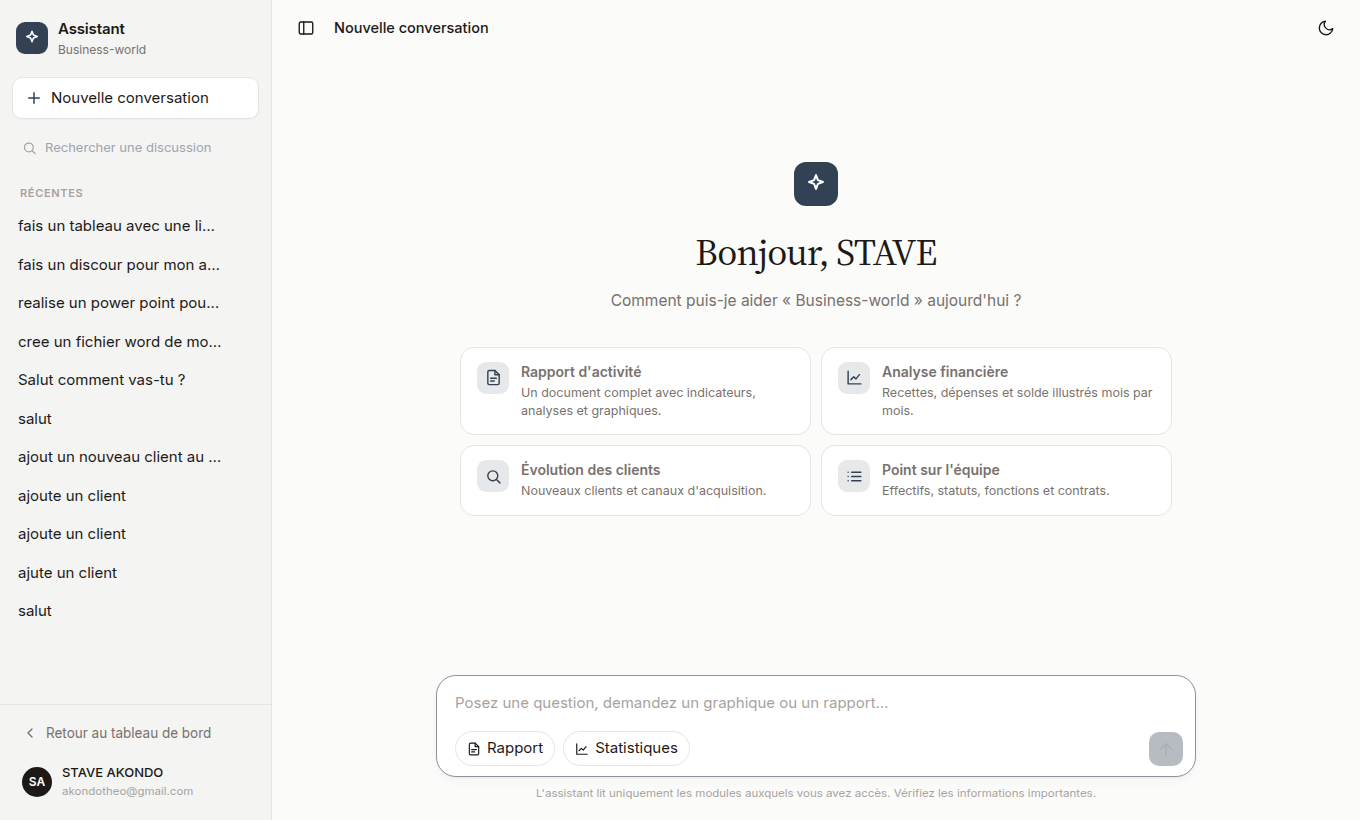 Assistant
Business-world
Nouvelle conversation
Rechercher une discussion
RÉCENTES
fais un tableau avec une li...
fais un discour pour mon a...
realise un power point pou...
cree un fichier word de mo...
Salut comment vas-tu ?
salut
ajout un nouveau client au ...
ajoute un client
ajoute un client
ajute un client
salut
Retour au tableau de bord
SA
STAVE AKONDO
akondotheo@gmail.com
Nouvelle conversation
Bonjour, STAVE
Comment puis-je aider « Business-world » aujourd'hui ?
Rapport d'activité
Un document complet avec indicateurs,
analyses et graphiques.
Analyse financière
Recettes, dépenses et solde illustrés mois par
mois.
Évolution des clients
Nouveaux clients et canaux d'acquisition.
Point sur l'équipe
Effectifs, statuts, fonctions et contrats.
Posez une question, demandez un graphique ou un rapport...
Rapport
Statistiques
L'assistant lit uniquement les modules auxquels vous avez accès. Vérifiez les informations importantes.